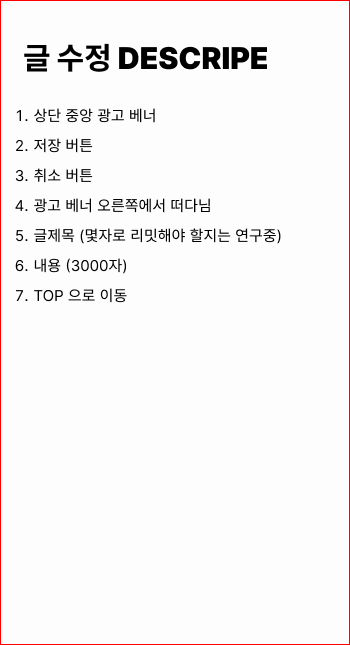 글 수정 DESCRIPE
1. 상단 중앙 광고 베너
2. 저장 버튼
3. 취소 버튼
4. 광고 베너 오른쪽에서 떠다님
5. 글제목 (몇자로 리밋해야 할지는 연구중)
6. 내용 (3000자)
7. TOP 으로 이동